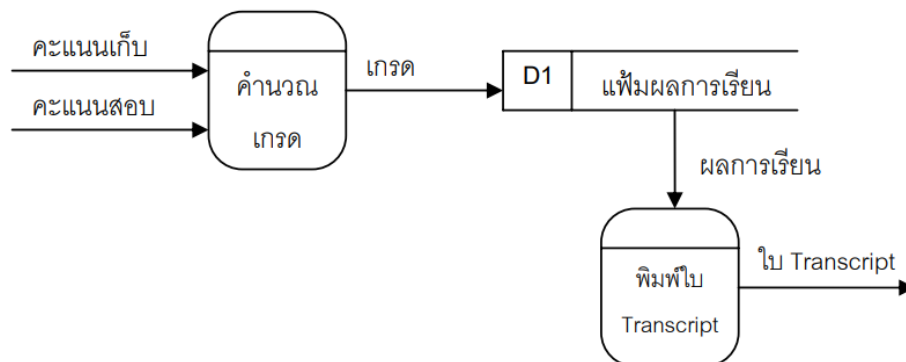 คะแนนเก็บ
คะแนนสอบ
คำนวณ
เกรด
เกรด
D1
แฟ้มผลการเรียน
ผลการเรียน
พิมพ์ใบ
Transcript
ใบ Transcript